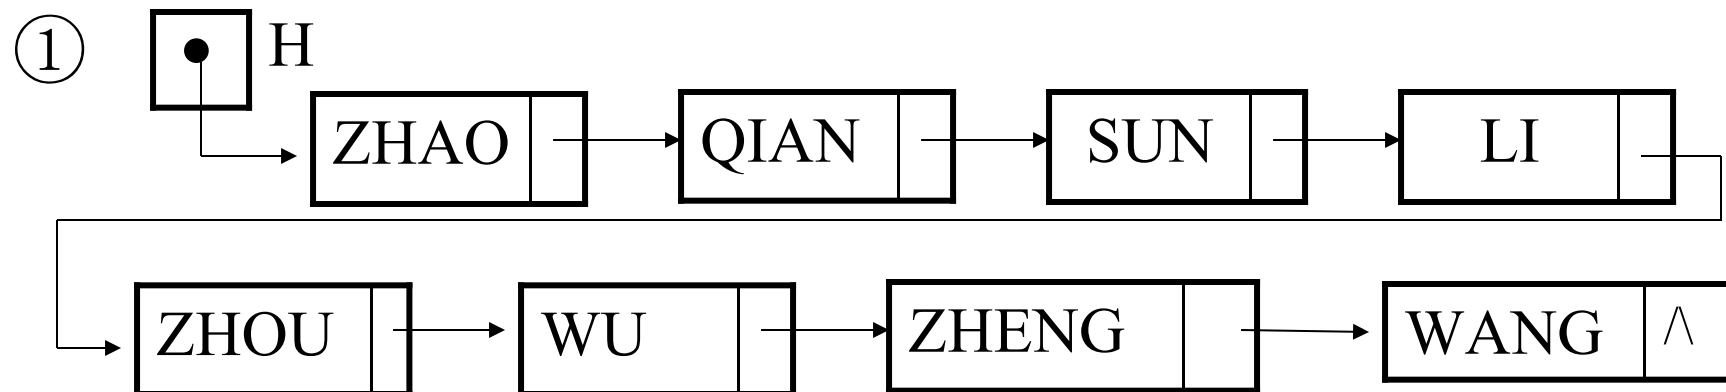 ① H
ZHAO QIAN SUN LI
ZHOU WU ZHENG WANG ∧